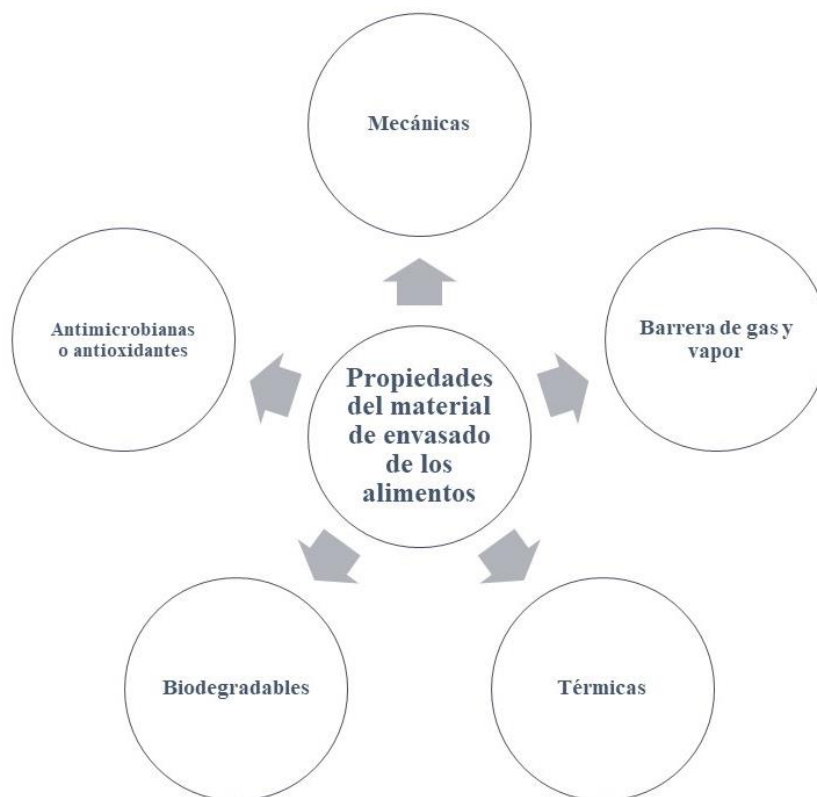 Mecánicas
Antimicrobianas
o antioxidantes
Barrera de gas y
vapor
Propiedades
del material
de envasado
de los
alimentos
Biodegradables
Térmicas